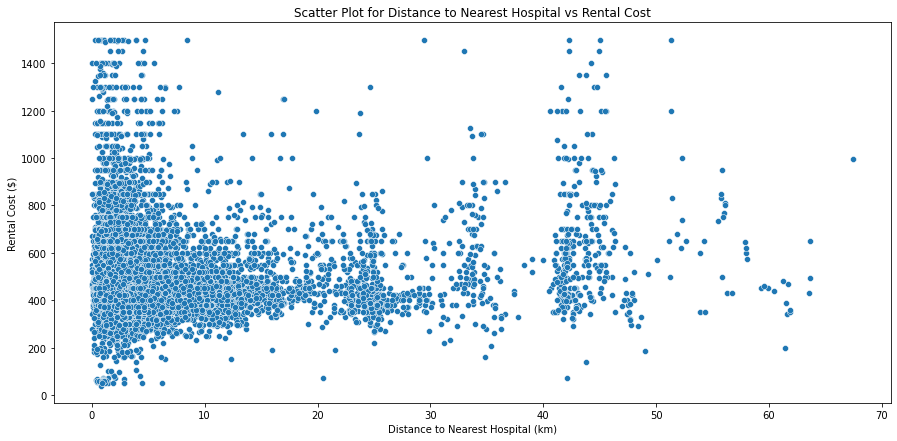 Scatter Plot for Distance to Nearest Hospital vs Rental Cost
Rental Cost ($)
1400
1200
1000
800
600
400
200
0
0 10 20 30 40 50 60 70
Distance to Nearest Hospital (km)